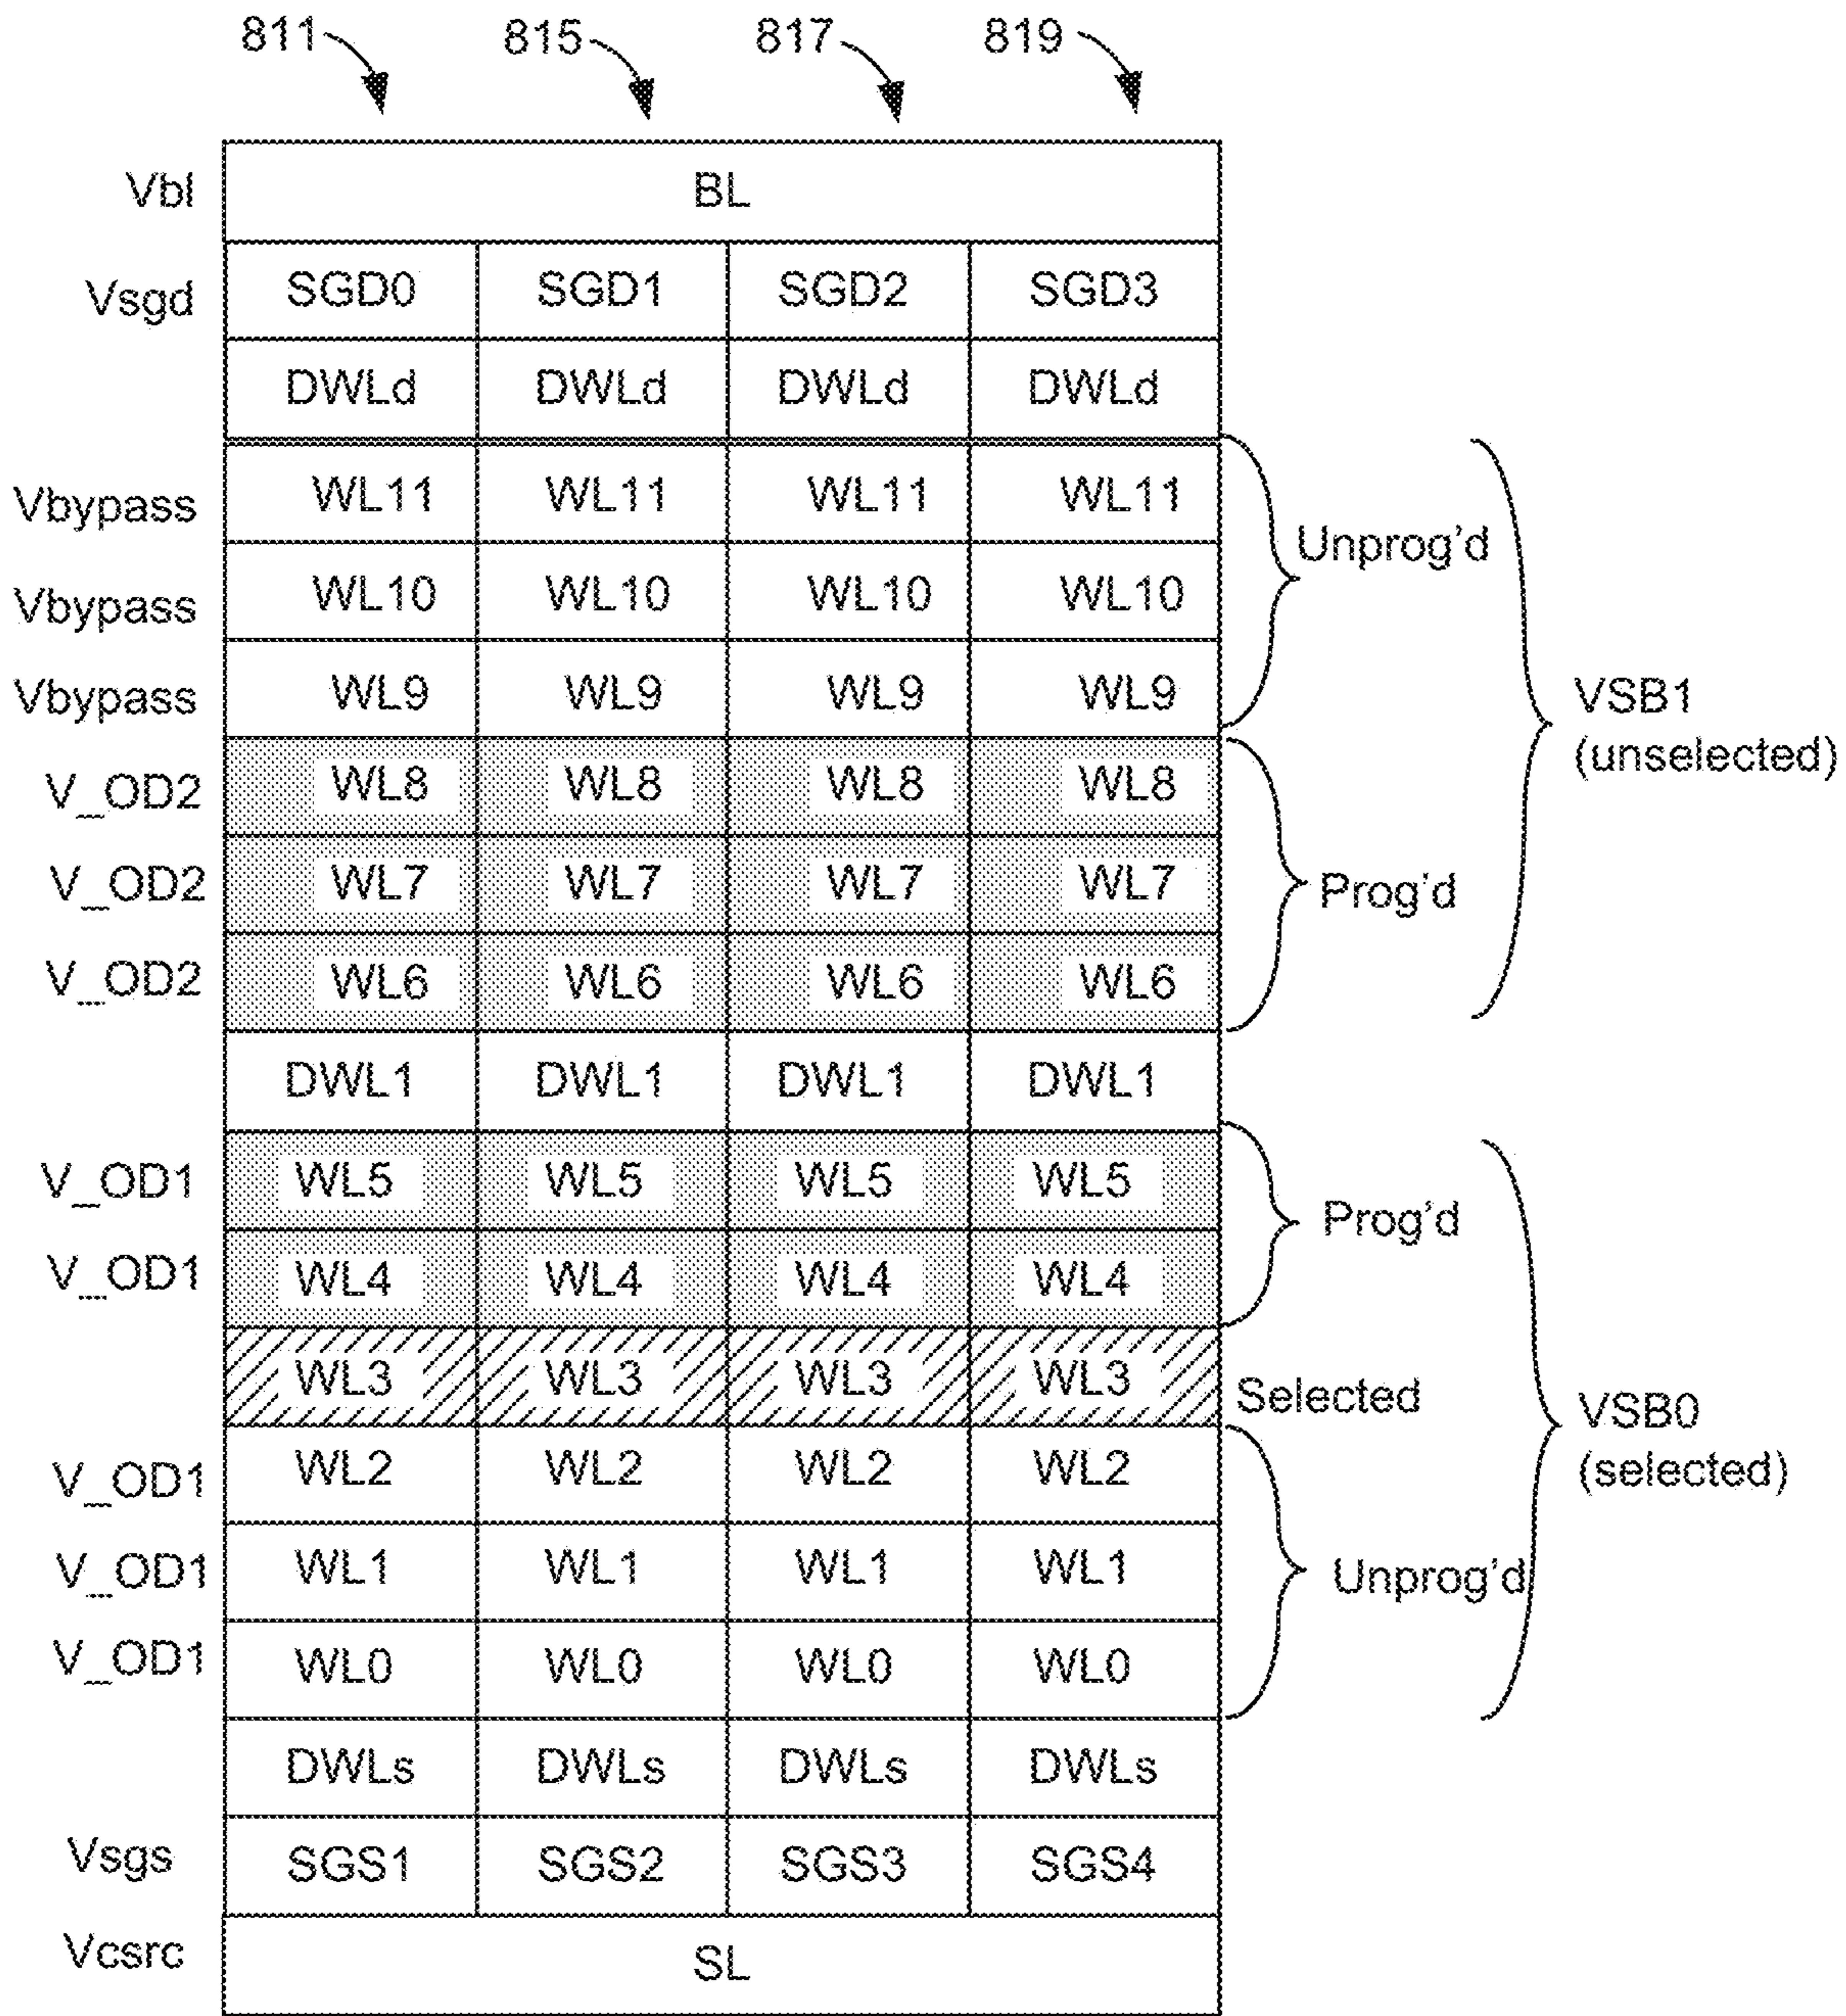 811 815 817 819
Vbl BL
Vsgd SGD0 SGD1 SGD2 SGD3
DWLd DWLd DWLd DWLd
Vbypass WL11 WL11 WL11 WL11
Unprog'd
Vbypass WL10 WL10 WL10 WL10
Vbypass WL9 WL9 WL9 WL9
VSB1
(unselected)
V_OD2 WL8 WL8 WL8 WL8
V_OD2 WL7 WL7 WL7 WL7
Prog'd
V_OD2 WL6 WL6 WL6 WL6
DWL1 DWL1 DWL1 DWL1
V_OD1 WL5 WL5 WL5 WL5
Prog'd
V_OD1 WL4 WL4 WL4 WL4
WL3 WL3 WL3 WL3 Selected
VSB0
(selected)
V_OD1 WL2 WL2 WL2 WL2
V_OD1 WL1 WL1 WL1 WL1
Unprog'd
V_OD1 WL0 WL0 WL0 WL0
DWLs DWLs DWLs DWLs
Vsgs SGS1 SGS2 SGS3 SGS4
Vcsrc SL